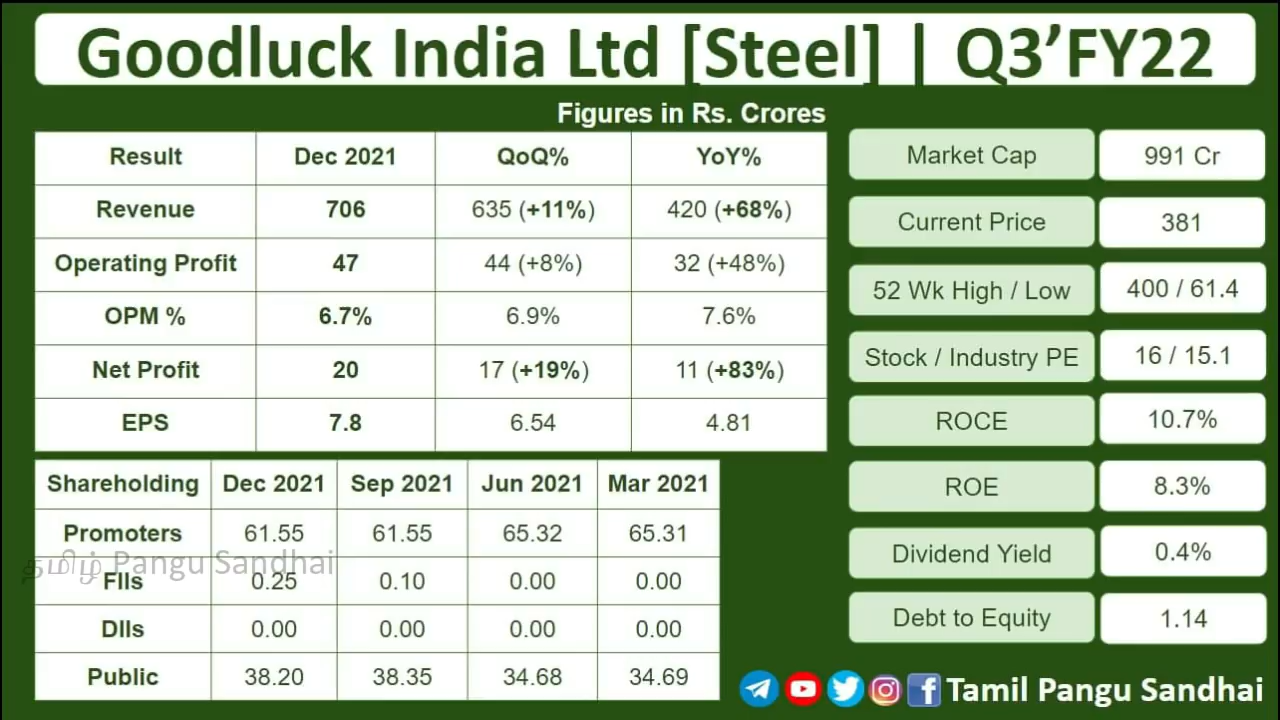 Goodluck India Ltd [Steel] | Q3’FY22
Figures in Rs. Crores
Result Dec 2021 QoQ% YoY%
Revenue 706 635 (+11%) 420 (+68%)
Operating Profit 47 44 (+8%) 32 (+48%)
OPM % 6.7% 6.9% 7.6%
Net Profit 20 17 (+19%) 11 (+83%)
EPS 7.8 6.54 4.81
Shareholding Dec 2021 Sep 2021 Jun 2021 Mar 2021
Promoters 61.55 61.55 65.32 65.31
தமிழ் Pangu Sandhai
FIIs 0.25 0.10 0.00 0.00
DIIs 0.00 0.00 0.00 0.00
Public 38.20 38.35 34.68 34.69
Market Cap 991 Cr
Current Price 381
52 Wk High / Low 400 / 61.4
Stock / Industry PE 16 / 15.1
ROCE 10.7%
ROE 8.3%
Dividend Yield 0.4%
Debt to Equity 1.14
Tamil Pangu Sandhai